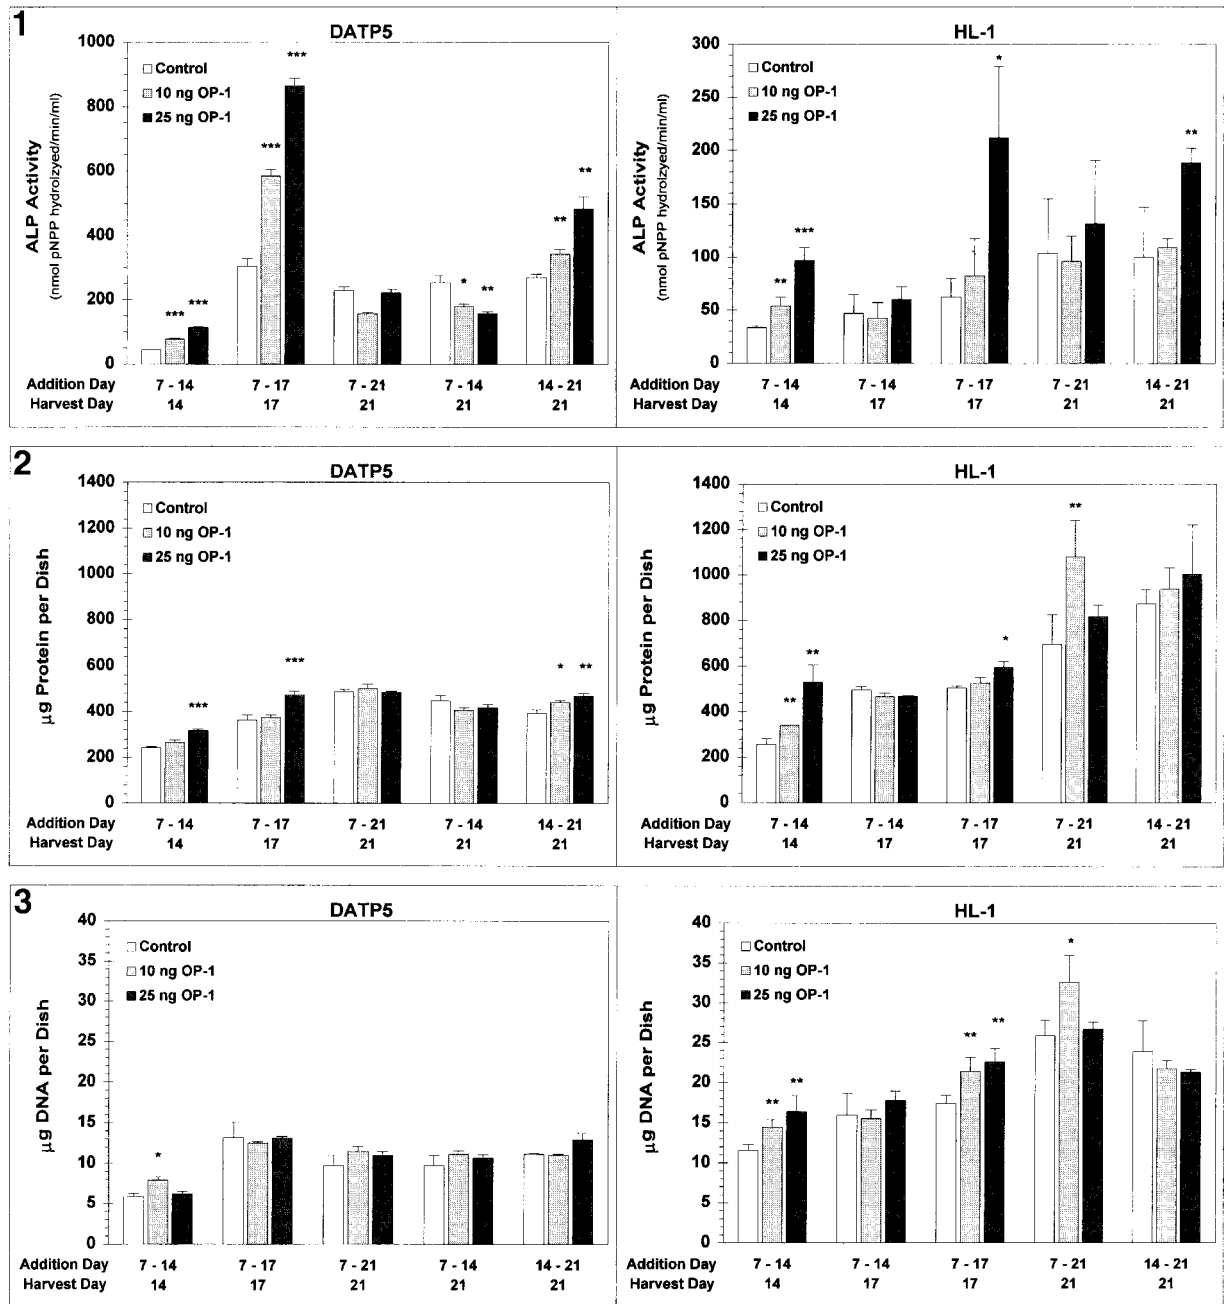 1
DATP5
1000
800
600
400
200
0
ALP Activity
(nmol pNPP hydrolzyed/min/ml)
Control
10 ng OP-1
25 ng OP-1
*** ***
*** ***
* **
** **
Addition Day 7 - 14 7 - 17 7 - 21 7 - 14 14 - 21
Harvest Day 14 17 21 21 21
HL-1
300
250
200
150
100
50
0
ALP Activity
(nmol pNPP hydrolzyed/min/ml)
Control
10 ng OP-1
25 ng OP-1
** ***
*
**
Addition Day 7 - 14 7 - 14 7 - 17 7 - 21 14 - 21
Harvest Day 14 17 17 21 21
2
DATP5
1400
1200
1000
800
600
400
200
0
µg Protein per Dish
Control
10 ng OP-1
25 ng OP-1
***
***
* **
Addition Day 7 - 14 7 - 17 7 - 21 7 - 14 14 - 21
Harvest Day 14 17 21 21 21
HL-1
1400
1200
1000
800
600
400
200
0
µg Protein per Dish
Control
10 ng OP-1
25 ng OP-1
** **
*
**
Addition Day 7 - 14 7 - 14 7 - 17 7 - 21 14 - 21
Harvest Day 14 17 17 21 21
3
DATP5
40
35
30
25
20
15
10
5
0
µg DNA per Dish
Control
10 ng OP-1
25 ng OP-1
*
Addition Day 7 - 14 7 - 17 7 - 21 7 - 14 14 - 21
Harvest Day 14 17 21 21 21
HL-1
40
35
30
25
20
15
10
5
0
µg DNA per Dish
Control
10 ng OP-1
25 ng OP-1
** **
** **
*
Addition Day 7 - 14 7 - 14 7 - 17 7 - 21 14 - 21
Harvest Day 14 17 17 21 21